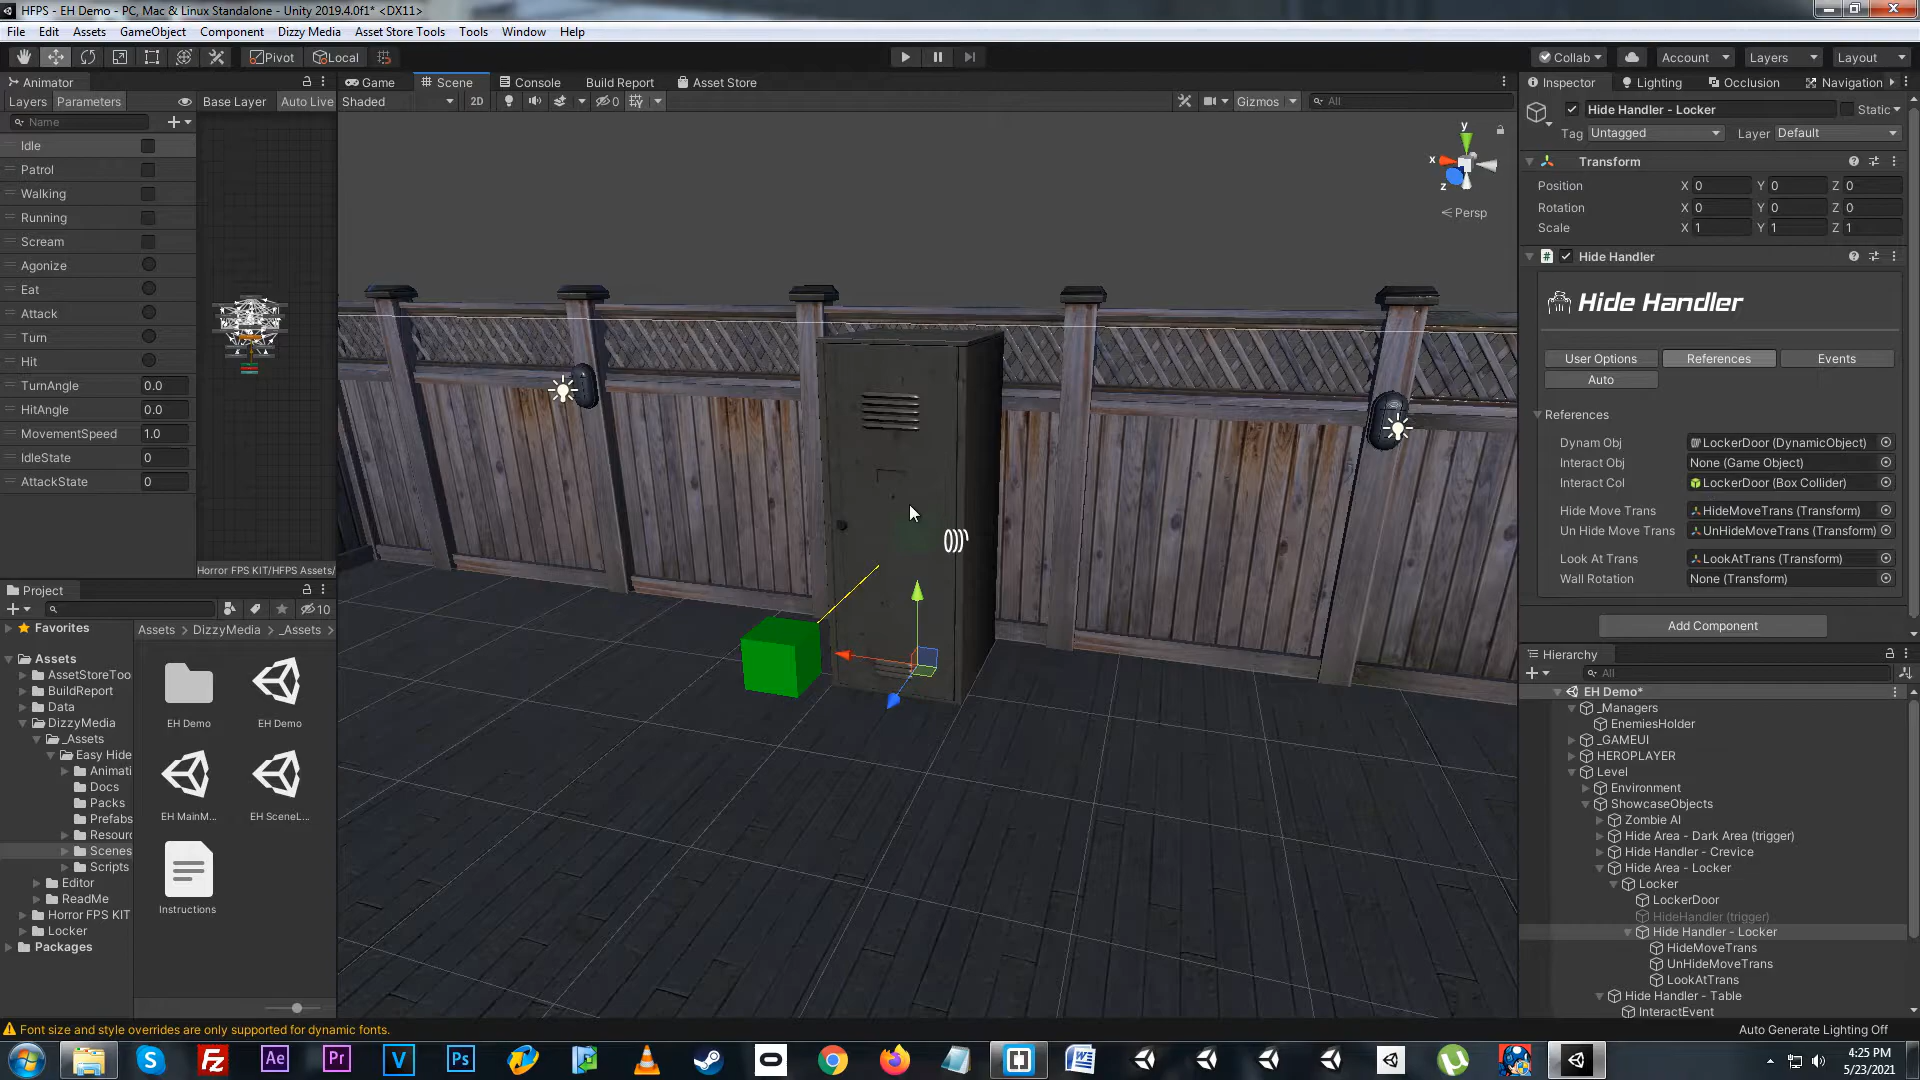 HFPS - EH Demo - PC, Mac & Linux Standalone - Unity 2019.4.0f1* <DX11>
File Edit Assets GameObject Component Tools Dizzy Media Asset Store Tools Tools Window Help
Pivot Local Collab Account Layers Layout
Animator
Layers Parameters Base Layer Auto Live
Name
Idle
Patrol
Walking
Running
Scream
Agonize
Eat
Attack
Turn
Hit
TurnAngle 0.0
HitAngle 0.0
MovementSpeed 1.0
IdleState 0
AttackState 0
Horror FPS KIT/HFPS Assets/
Game Scene Console Build Report Asset Store
Shaded 2D 0 Gizmos All
y
x
z
Persp
Project
10
Favorites
Assets
AssetStoreToo
BuildReport
Data
DizzyMedia
_Assets
Easy Hide
Animati
Docs
Packs
Prefabs
Resourc
Scenes
Scripts
Editor
ReadMe
Horror FPS KIT
Locker
Packages
Assets > DizzyMedia > _Assets >
EH Demo
EH Demo
EH MainM...
EH SceneL...
Instructions
Inspector Lighting Occlusion Navigation
Hide Handler - Locker Static
Tag Untagged Layer Default
Transform
Position X 0 Y 0 Z 0
Rotation X 0 Y 0 Z 0
Scale X 1 Y 1 Z 1
Hide Handler
Hide Handler
User Options References Events
Auto
References
Dynam Obj LockerDoor (DynamicObject)
Interact Obj None (Game Object)
Interact Col LockerDoor (Box Collider)
Hide Move Trans HideMoveTrans (Transform)
Un Hide Move Trans UnHideMoveTrans (Transform)
Look At Trans LookAtTrans (Transform)
Wall Rotation None (Transform)
Add Component
Hierarchy
All
EH Demo*
_Managers
EnemiesHolder
_GAMEUI
HEROPLAYER
Level
Environment
ShowcaseObjects
Zombie AI
Hide Area - Dark Area (trigger)
Hide Handler - Crevice
Hide Area - Locker
Locker
LockerDoor
HideHandler (trigger)
Hide Handler - Locker
HideMoveTrans
UnHideMoveTrans
LookAtTrans
Hide Handler - Table
InteractEvent
Font size and style overrides are only supported for dynamic fonts.
Auto Generate Lighting Off
4:25 PM
5/23/2021